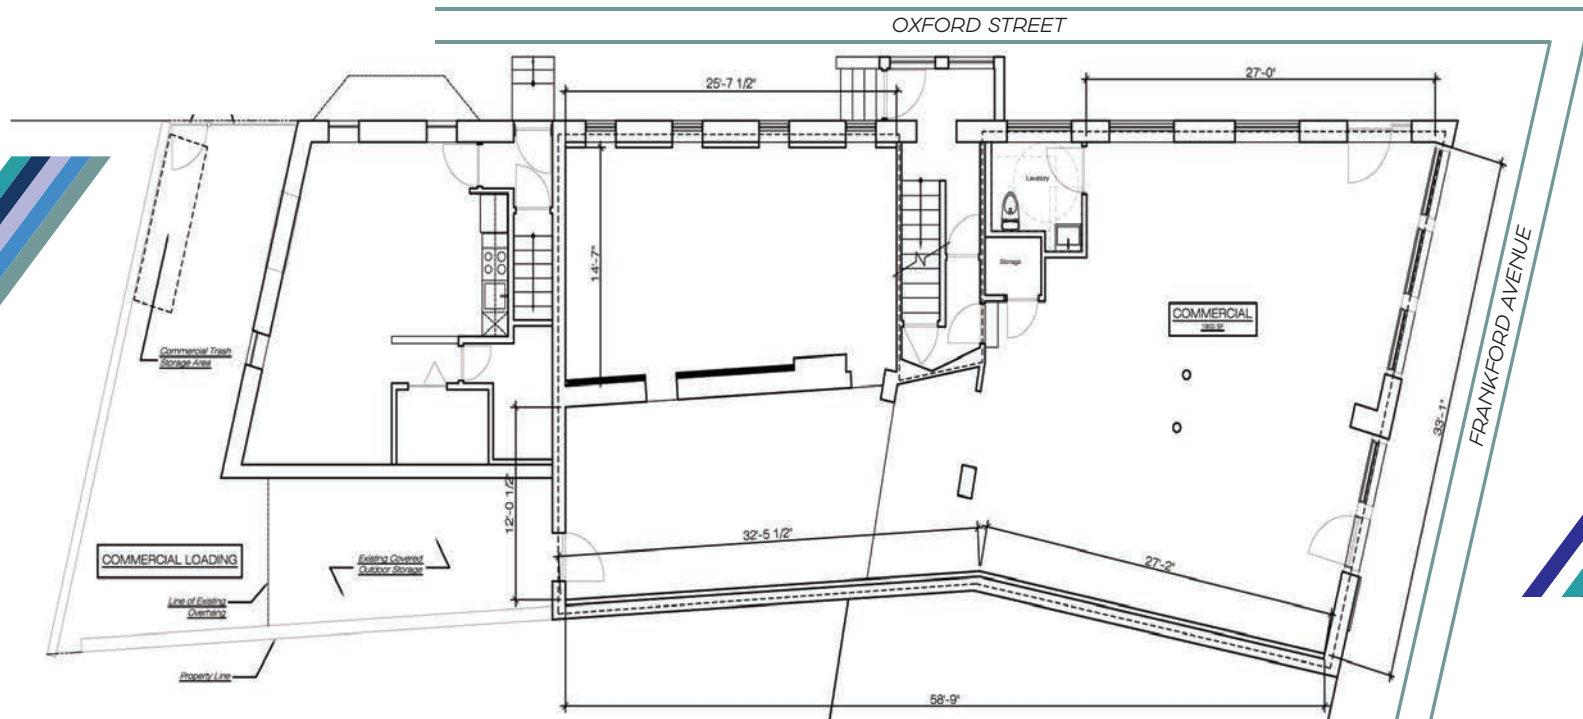 OXFORD STREET
25'-7 1/2"
27'-0"
Lavatory
14'-7"
Storage
COMMERCIAL
1900 SF
FRANKFORD AVENUE
Commercial Trash
Storage Area
33'-1"
12'-0 1/2"
32'-5 1/2"
27'-2"
COMMERCIAL LOADING
Existing Covered
Outdoor Storage
Line of Existing
Overhang
Property Line
58'-9"